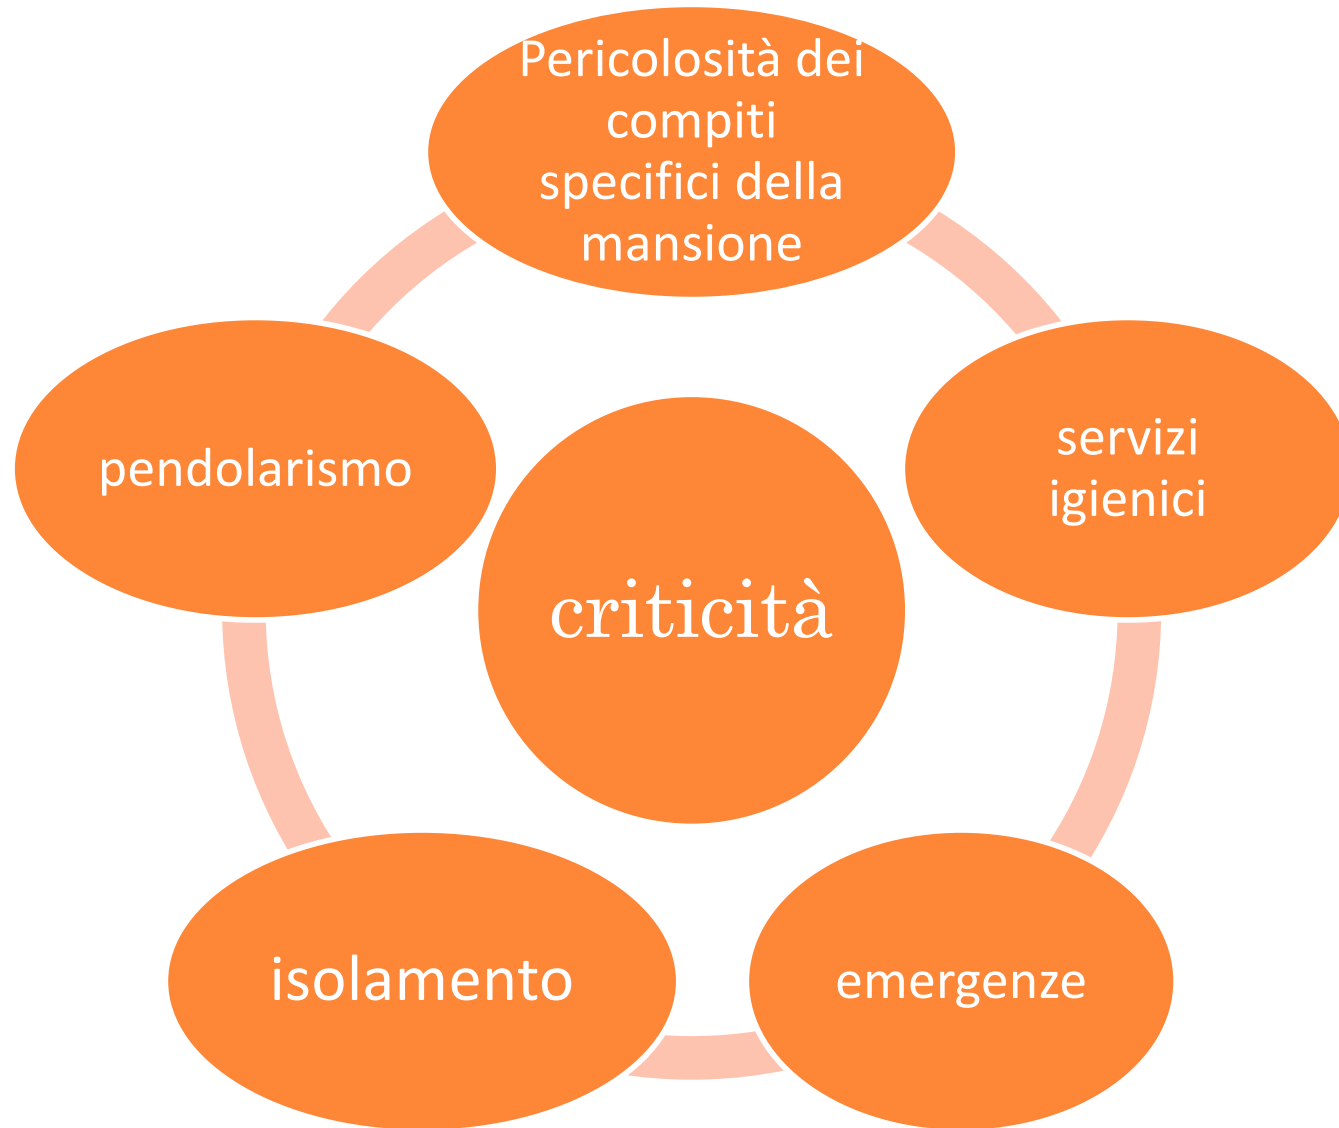 Pericolosità dei
compiti
specifici della
mansione
pendolarismo
servizi
igienici
criticità
isolamento
emergenze